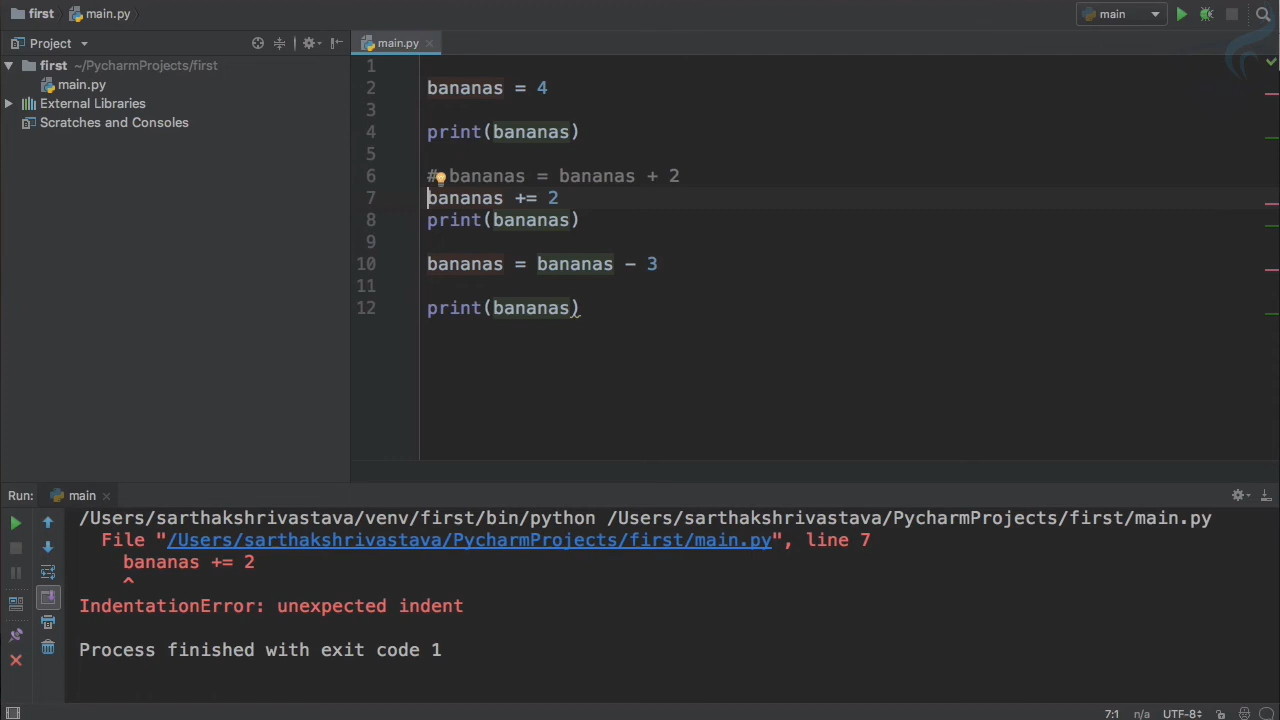 first main.py main
Project main.py
first ~/PycharmProjects/first
main.py
External Libraries
Scratches and Consoles
1
2 bananas = 4
3
4 print(bananas)
5
6 # bananas = bananas + 2
7 bananas += 2
8 print(bananas)
9
10 bananas = bananas - 3
11
12 print(bananas)
Run: main
/Users/sarthakshrivastava/venv/first/bin/python /Users/sarthakshrivastava/PycharmProjects/first/main.py
File "/Users/sarthakshrivastava/PycharmProjects/first/main.py", line 7
bananas += 2
^
IndentationError: unexpected indent
Process finished with exit code 1
7:1 n/a UTF-8